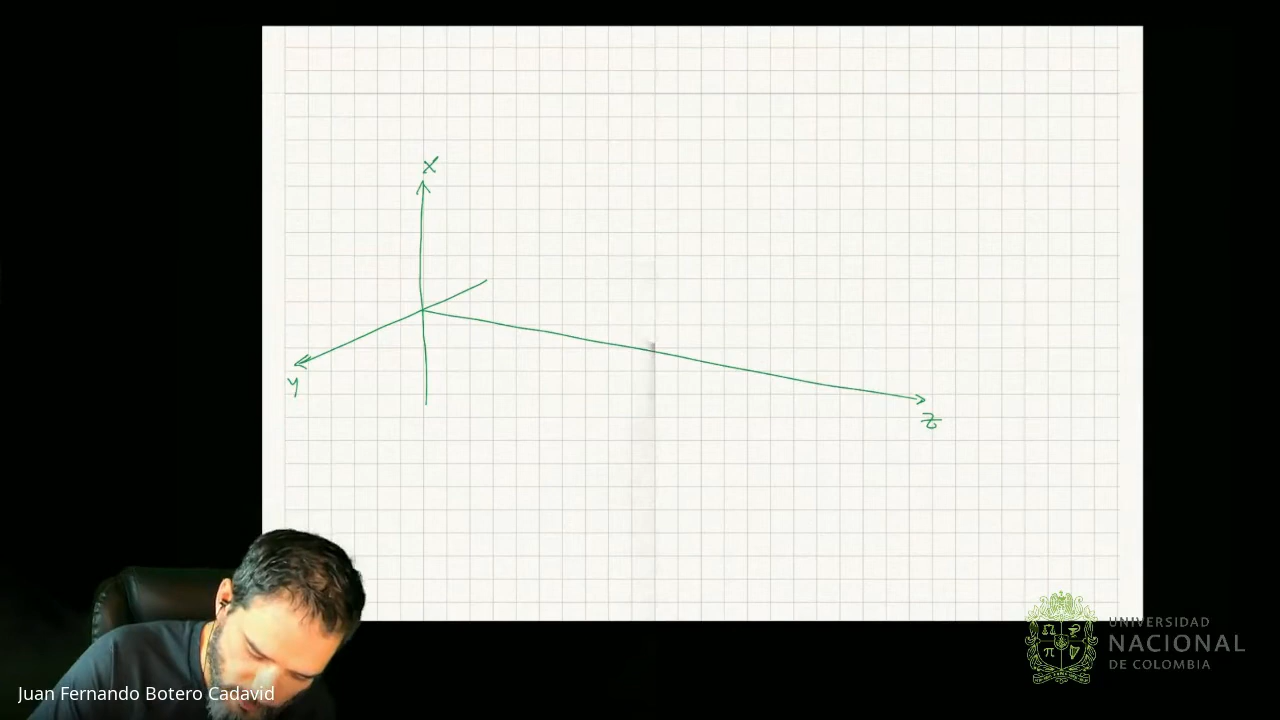 X
y
z
Juan Fernando Botero Cadavid
UNIVERSIDAD
NACIONAL
DE COLOMBIA